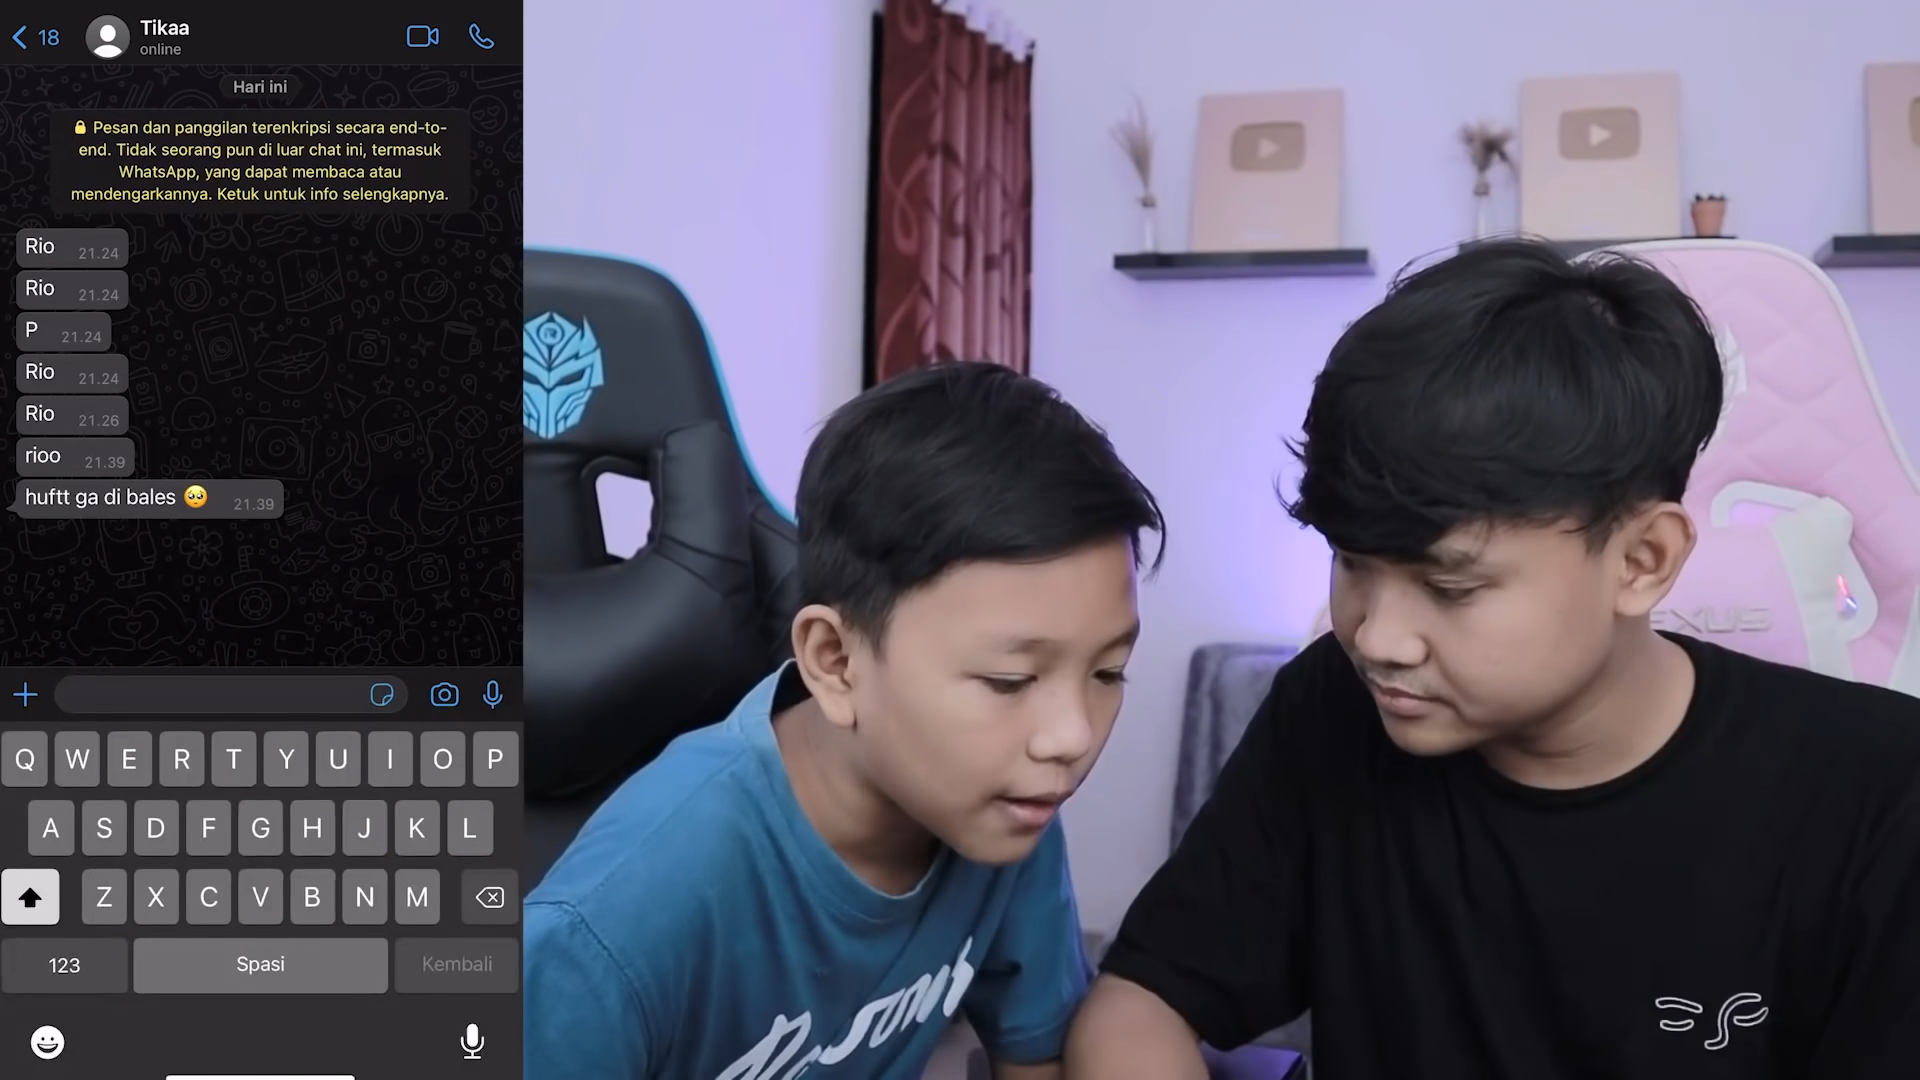 18
Tikaa
online
Hari ini
Pesan dan panggilan terenkripsi secara end-to-
end. Tidak seorang pun di luar chat ini, termasuk
WhatsApp, yang dapat membaca atau
mendengarkannya. Ketuk untuk info selengkapnya.
Rio 21.24
Rio 21.24
P 21.24
Rio 21.24
Rio 21.26
rioo 21.39
huftt ga di bales 🥺 21.39
Q W E R T Y U I O P
A S D F G H J K L
Z X C V B N M
123 Spasi Kembali